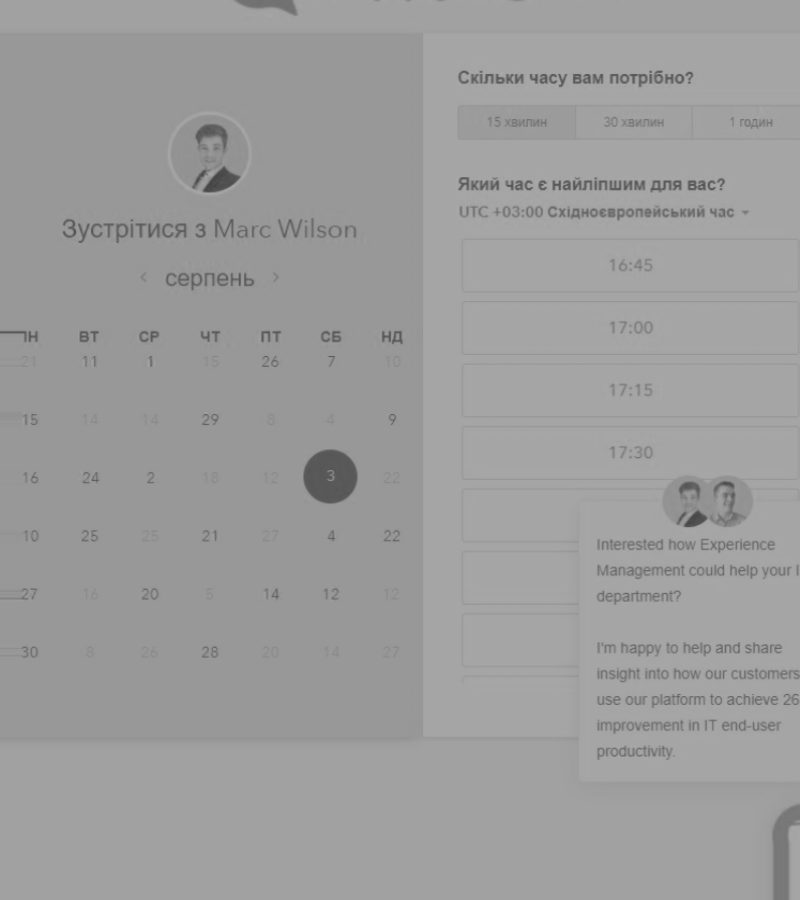 Зустрітися з Marc Wilson
серпень
ПН ВТ СР ЧТ ПТ СБ НД
21 11 1 15 26 7 10
15 14 14 29 8 4 9
16 24 2 18 12 3 22
10 25 25 21 27 4 22
27 16 20 5 14 12 12
30 8 26 28 20 14 27
Скільки часу вам потрібно?
15 хвилин 30 хвилин 1 годин
Який час є найліпшим для вас?
UTC +03:00 Східноєвропейський час
16:45
17:00
17:15
17:30
Interested how Experience
Management could help your I
department?
I'm happy to help and share
insight into how our customers
use our platform to achieve 26
improvement in IT end-user
productivity.